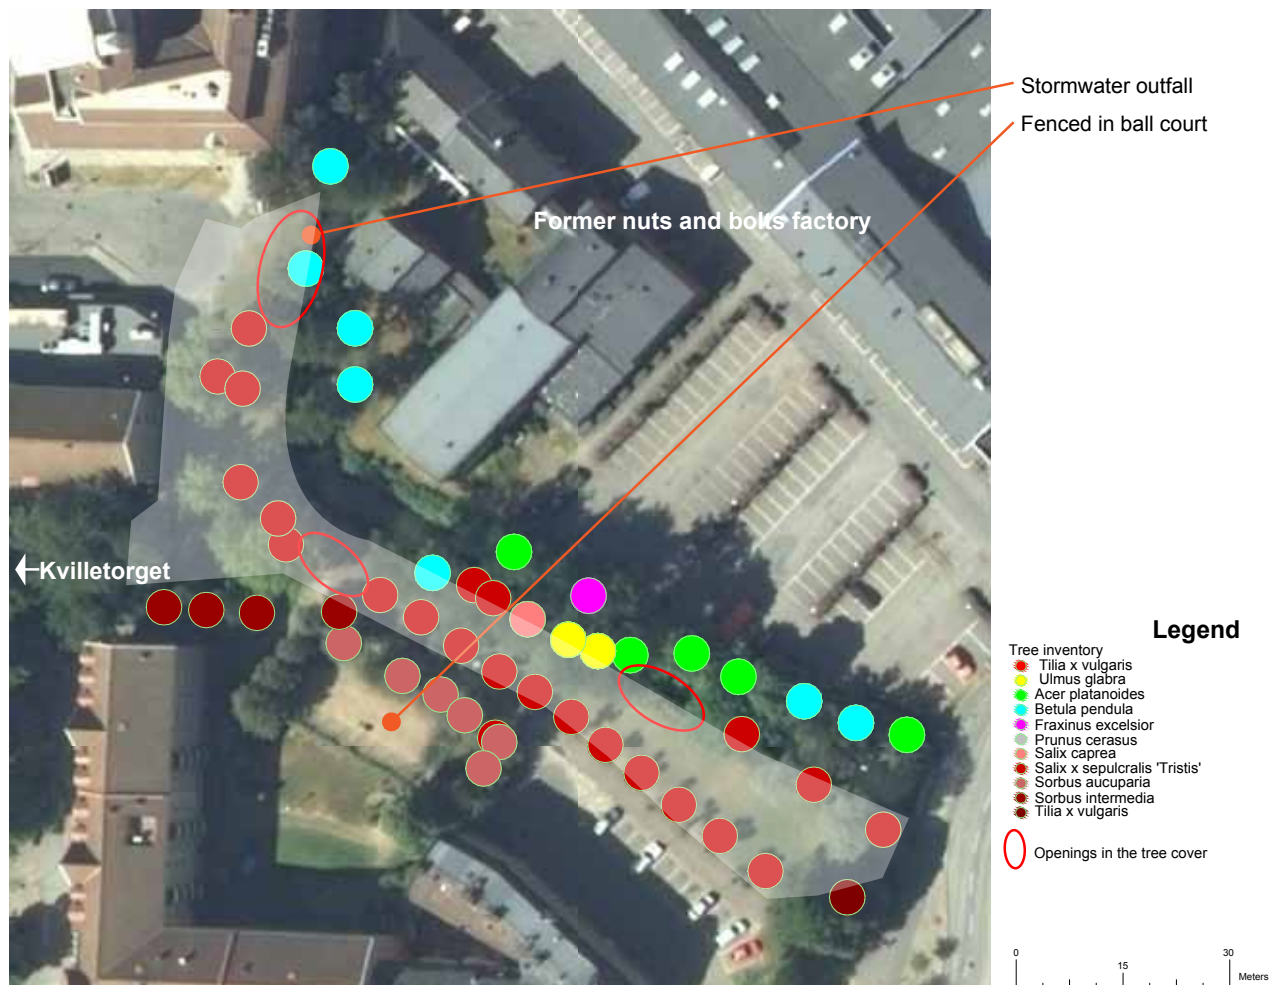 Stormwater outfall
Fenced in ball court
Former nuts and bolts factory
Kvilletorget
Legend
Tree inventory
Tilia x vulgaris
Ulmus glabra
Acer platanoides
Betula pendula
Fraxinus excelsior
Prunus cerasus
Salix caprea
Salix x sepulcralis 'Tristis'
Sorbus aucuparia
Sorbus intermedia
Tilia x vulgaris
Openings in the tree cover
0 15 30
Meters